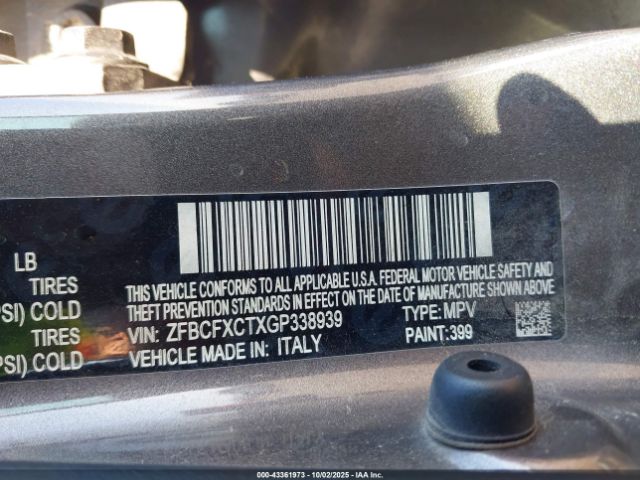 LB
TIRES
PSI) COLD
TIRES
PSI) COLD
THIS VEHICLE CONFORMS TO ALL APPLICABLE U.S.A. FEDERAL MOTOR VEHICLE SAFETY AND
THEFT PREVENTION STANDARDS IN EFFECT ON THE DATE OF MANUFACTURE SHOWN ABOVE
VIN: ZFBCFXCTXGP338939 TYPE: MPV
VEHICLE MADE IN: ITALY PAINT: 399
00-43361973 - 10/02/2025 - IAA Inc.